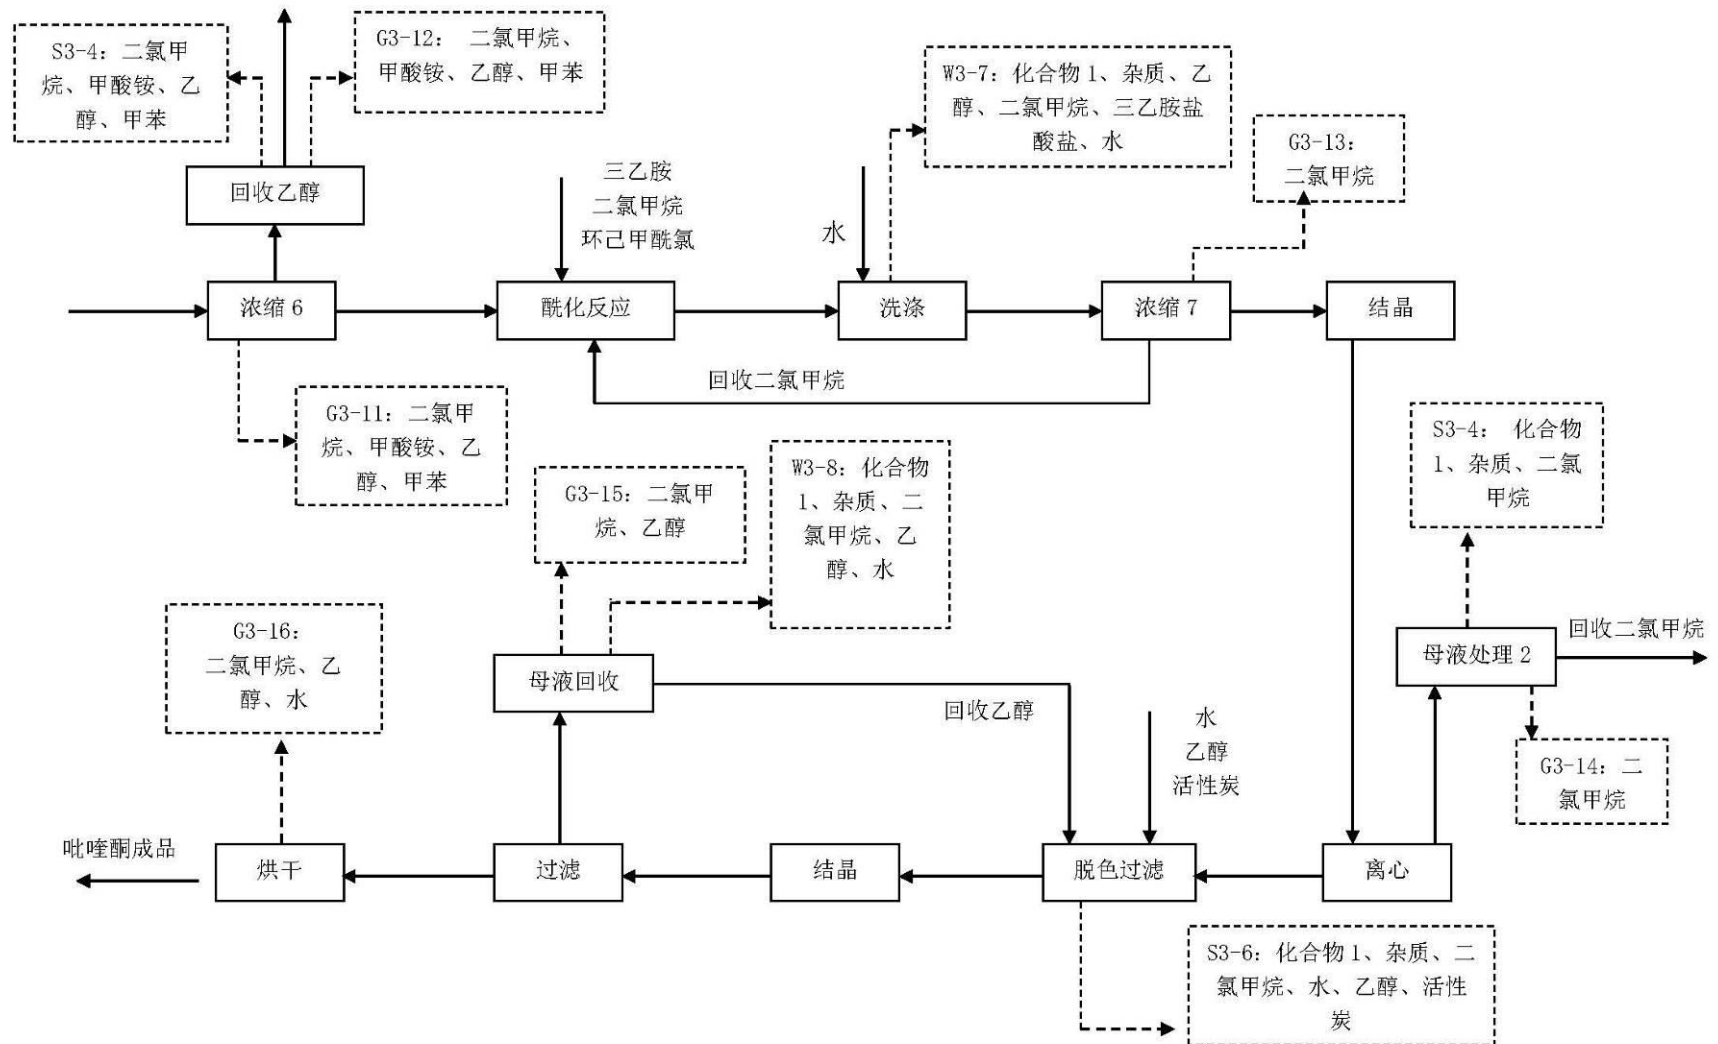 S3-4：二氯甲
烷、甲酸铵、乙
醇、甲苯
G3-12： 二氯甲烷、
甲酸铵、乙醇、甲苯
W3-7：化合物 1、杂质、乙
醇、二氯甲烷、三乙胺盐
酸盐、水
G3-13：
二氯甲烷
回收乙醇
三乙胺
二氯甲烷
环己甲酰氯
水
浓缩 6
酰化反应
洗涤
浓缩 7
结晶
回收二氯甲烷
G3-11：二氯甲
烷、甲酸铵、乙
醇、甲苯
G3-15：二氯甲
烷、乙醇
W3-8：化合物
1、杂质、二
氯甲烷、乙
醇、水
S3-4： 化合物
1、杂质、二氯
甲烷
G3-16：
二氯甲烷、乙
醇、水
母液回收
回收乙醇
水
乙醇
活性炭
母液处理 2
回收二氯甲烷
G3-14：二
氯甲烷
吡喹酮成品
烘干
过滤
结晶
脱色过滤
离心
S3-6：化合物 1、杂质、二
氯甲烷、水、乙醇、活性
炭